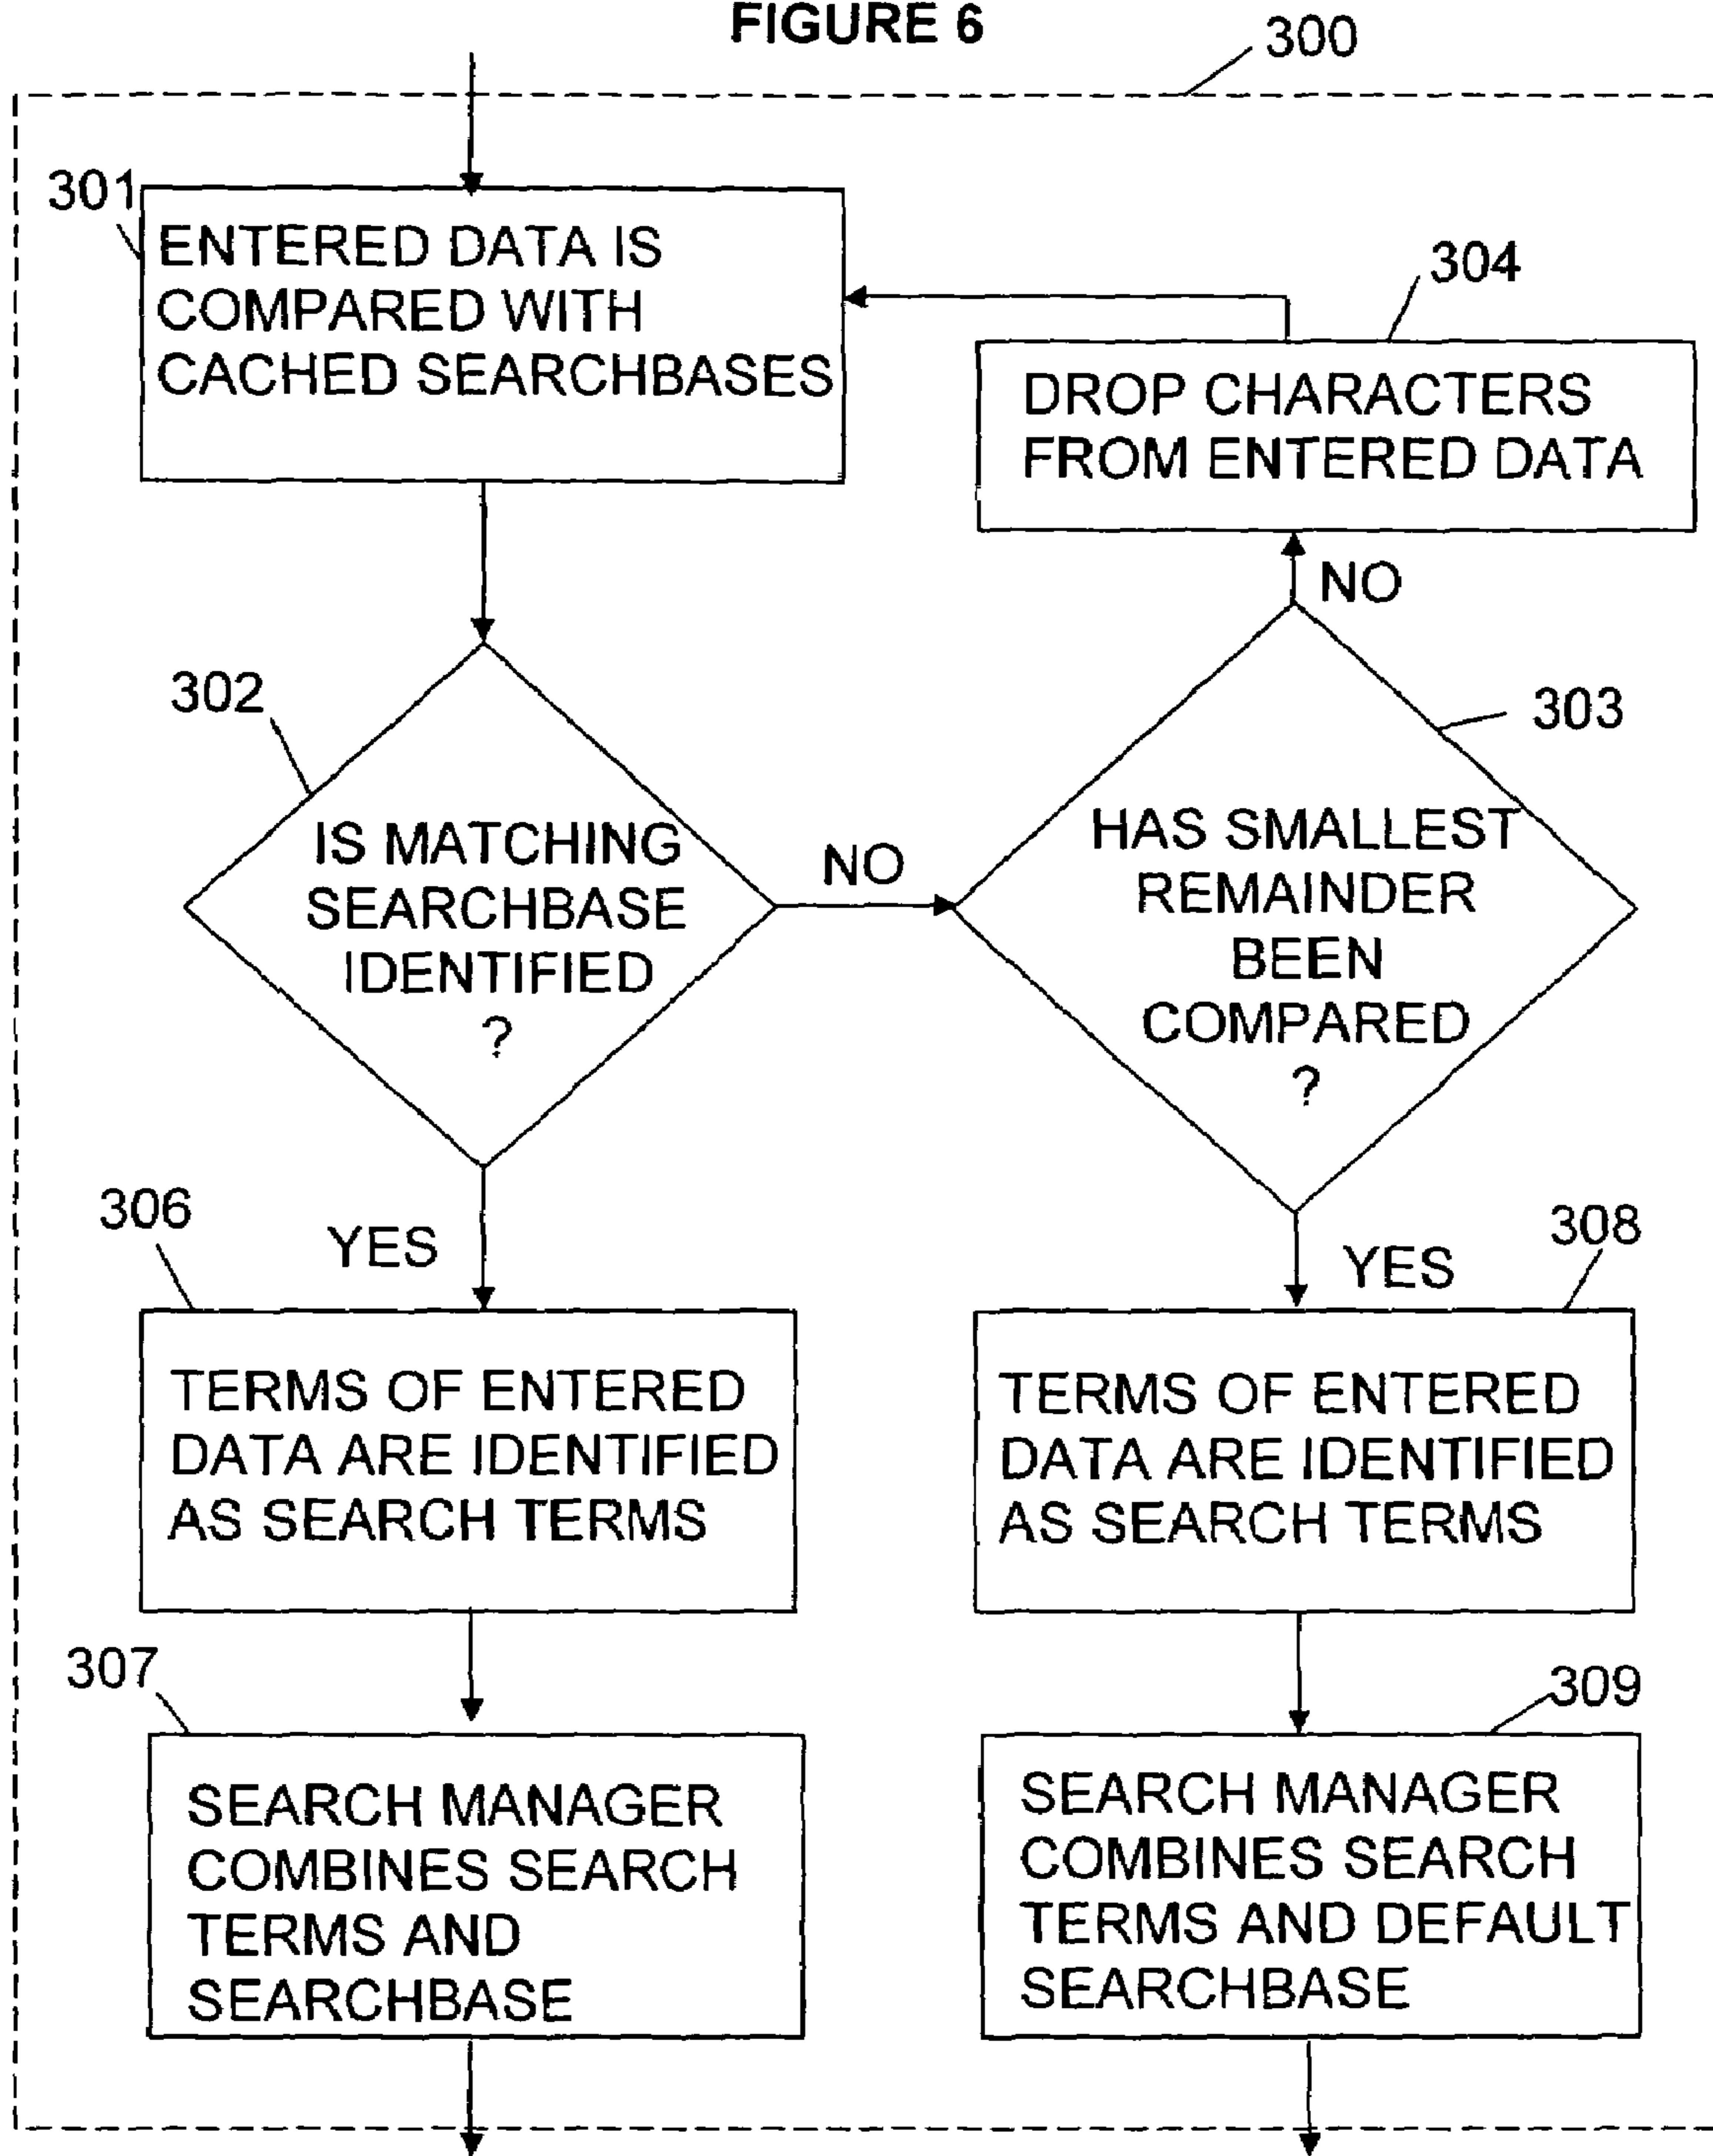 FIGURE 6
300
301
ENTERED DATA IS
COMPARED WITH
CACHED SEARCHBASES
304
DROP CHARACTERS
FROM ENTERED DATA
NO
302
IS MATCHING
SEARCHBASE
IDENTIFIED
?
NO
303
HAS SMALLEST
REMAINDER
BEEN
COMPARED
?
306
YES
TERMS OF ENTERED
DATA ARE IDENTIFIED
AS SEARCH TERMS
308
YES
TERMS OF ENTERED
DATA ARE IDENTIFIED
AS SEARCH TERMS
307
SEARCH MANAGER
COMBINES SEARCH
TERMS AND
SEARCHBASE
309
SEARCH MANAGER
COMBINES SEARCH
TERMS AND DEFAULT
SEARCHBASE